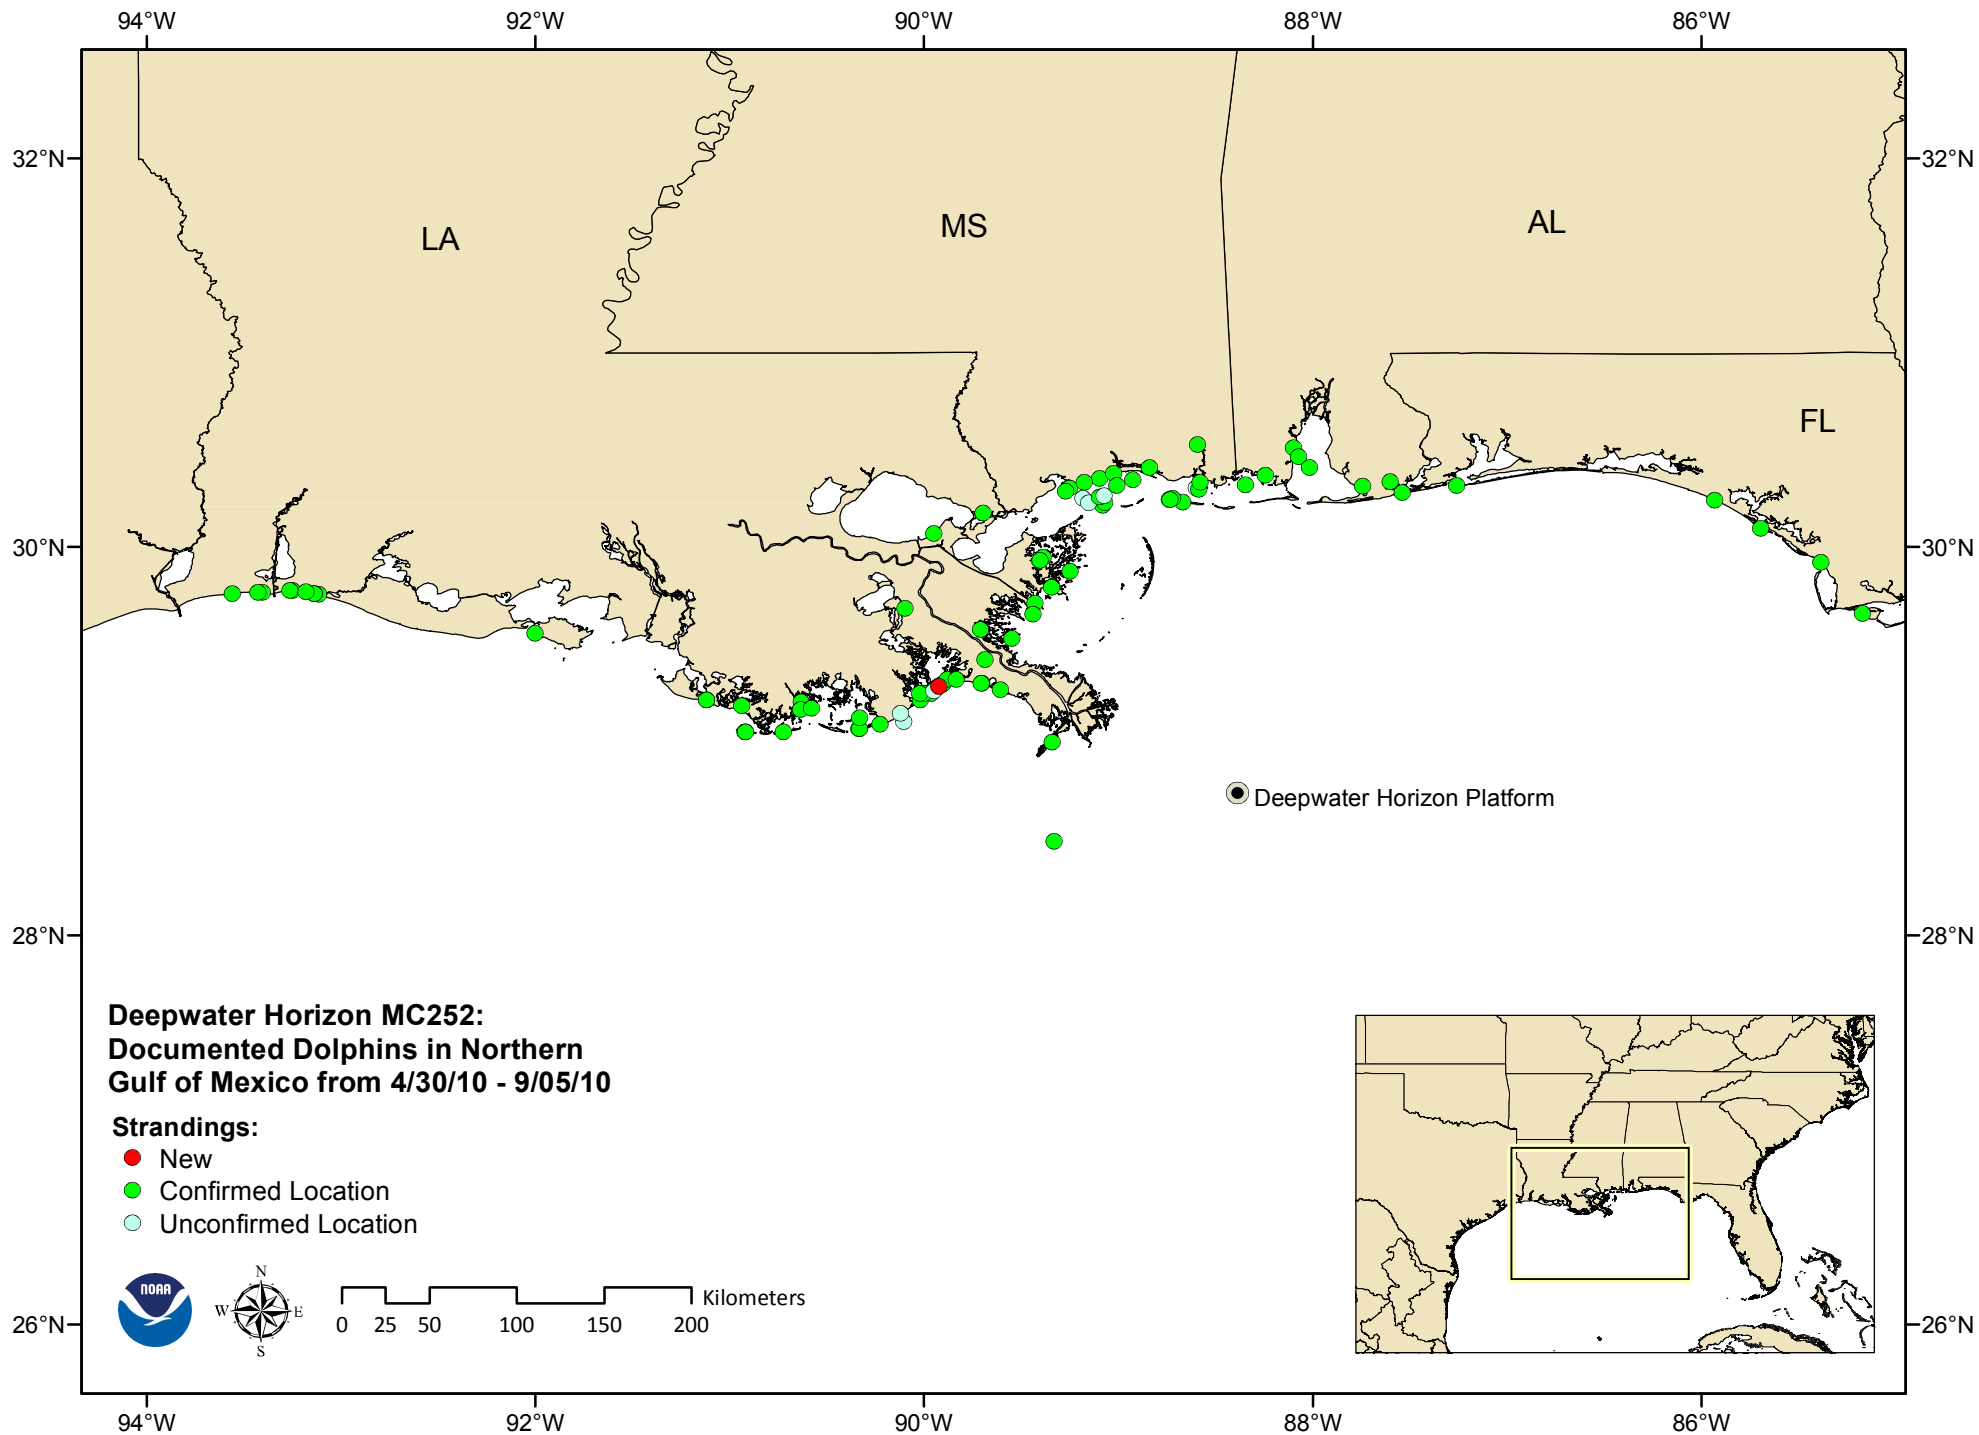 94°W 92°W 90°W 88°W 86°W
32°N 32°N
LA MS AL
FL
30°N 30°N
Deepwater Horizon Platform
28°N 28°N
Deepwater Horizon MC252:
Documented Dolphins in Northern
Gulf of Mexico from 4/30/10 - 9/05/10
Strandings:
New
Confirmed Location
Unconfirmed Location
NOAA
N
W E
S
Kilometers
0 25 50 100 150 200
26°N 26°N
94°W 92°W 90°W 88°W 86°W